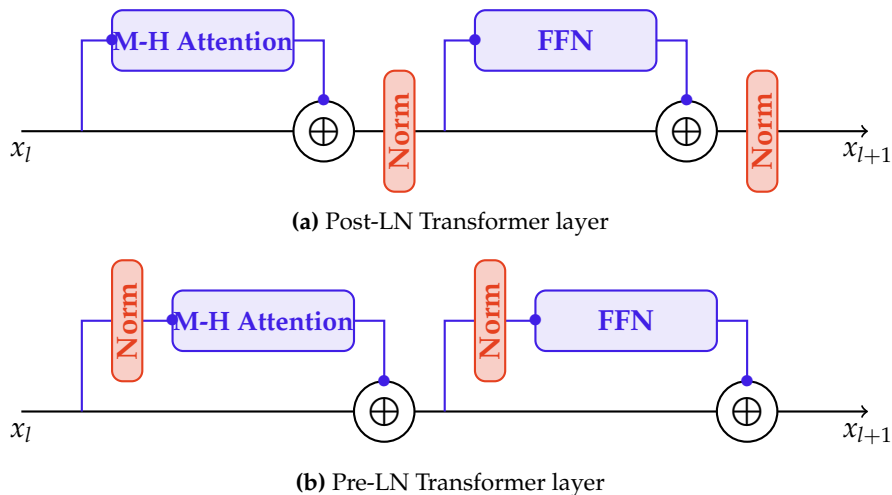 M-H Attention
FFN
Norm
Norm
x_l
x_{l+1}
(a) Post-LN Transformer layer
Norm
M-H Attention
Norm
FFN
x_l
x_{l+1}
(b) Pre-LN Transformer layer